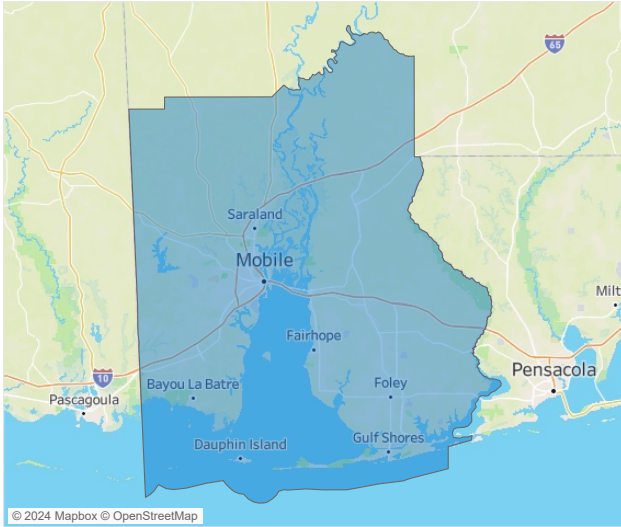 65
Saraland
Mobile
Milt
Fairhope
Pensacola
10
Bayou La Batre
Foley
Pascagoula
Gulf Shores
Dauphin Island
© 2024 Mapbox © OpenStreetMap